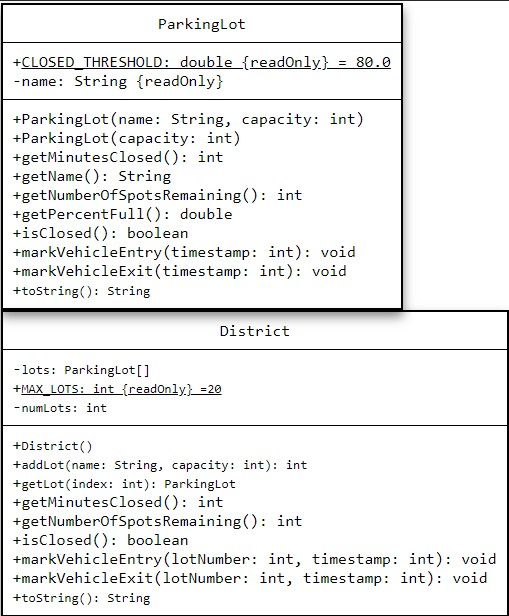 ParkingLot
+CLOSED_THRESHOLD: double {readOnly} = 80.0
-name: String {readOnly}
+ParkingLot(name: String, capacity: int)
+ParkingLot(capacity: int)
+getMinutesClosed(): int
+getName(): String
+getNumberOfSpotsRemaining(): int
+getPercentFull(): double
+isClosed(): boolean
+markVehicleEntry(timestamp: int): void
+markVehicleExit(timestamp: int): void
+toString(): String
District
-lots: ParkingLot[]
+MAX_LOTS: int {readOnly} =20
-numLots: int
+District()
+addLot(name: String, capacity: int): int
+getLot(index: int): ParkingLot
+getMinutesClosed(): int
+getNumberOfSpotsRemaining(): int
+isClosed(): boolean
+markVehicleEntry(lotNumber: int, timestamp: int): void
+markVehicleExit(lotNumber: int, timestamp: int): void
+toString(): String